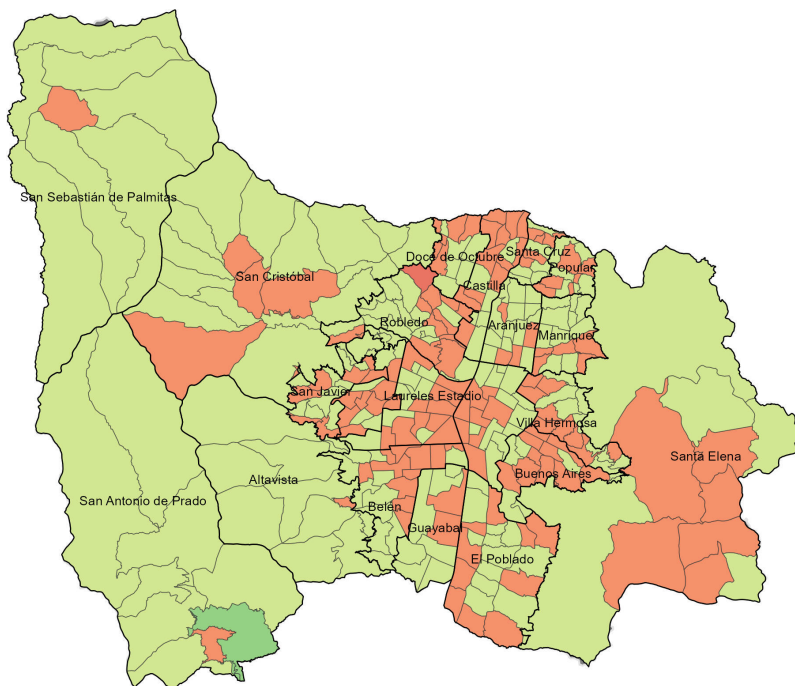 San Sebastián de Palmitas
San Cristóbal
Doce de Octubre
Santa Cruz
Popular
Castilla
Robledo
Aranjuez
Manrique
San Javier
Laureles Estadio
Villa Hermosa
Santa Elena
Buenos Aires
Altavista
San Antonio de Prado
Belén
Guayabal
El Poblado